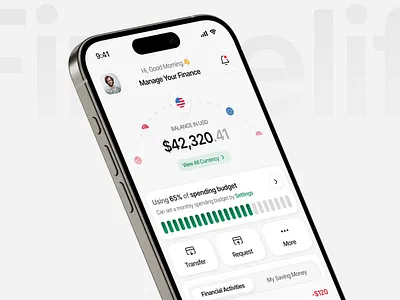 9:41
Hi, Good Morning 👋
Manage Your Finance
BALANCE IN USD
$42,320.41
View All Currency >
Using 65% of spending budget >
Can set a monthly spending budget by Settings
Transfer Request More
Financial Activities My Saving Money
-$120